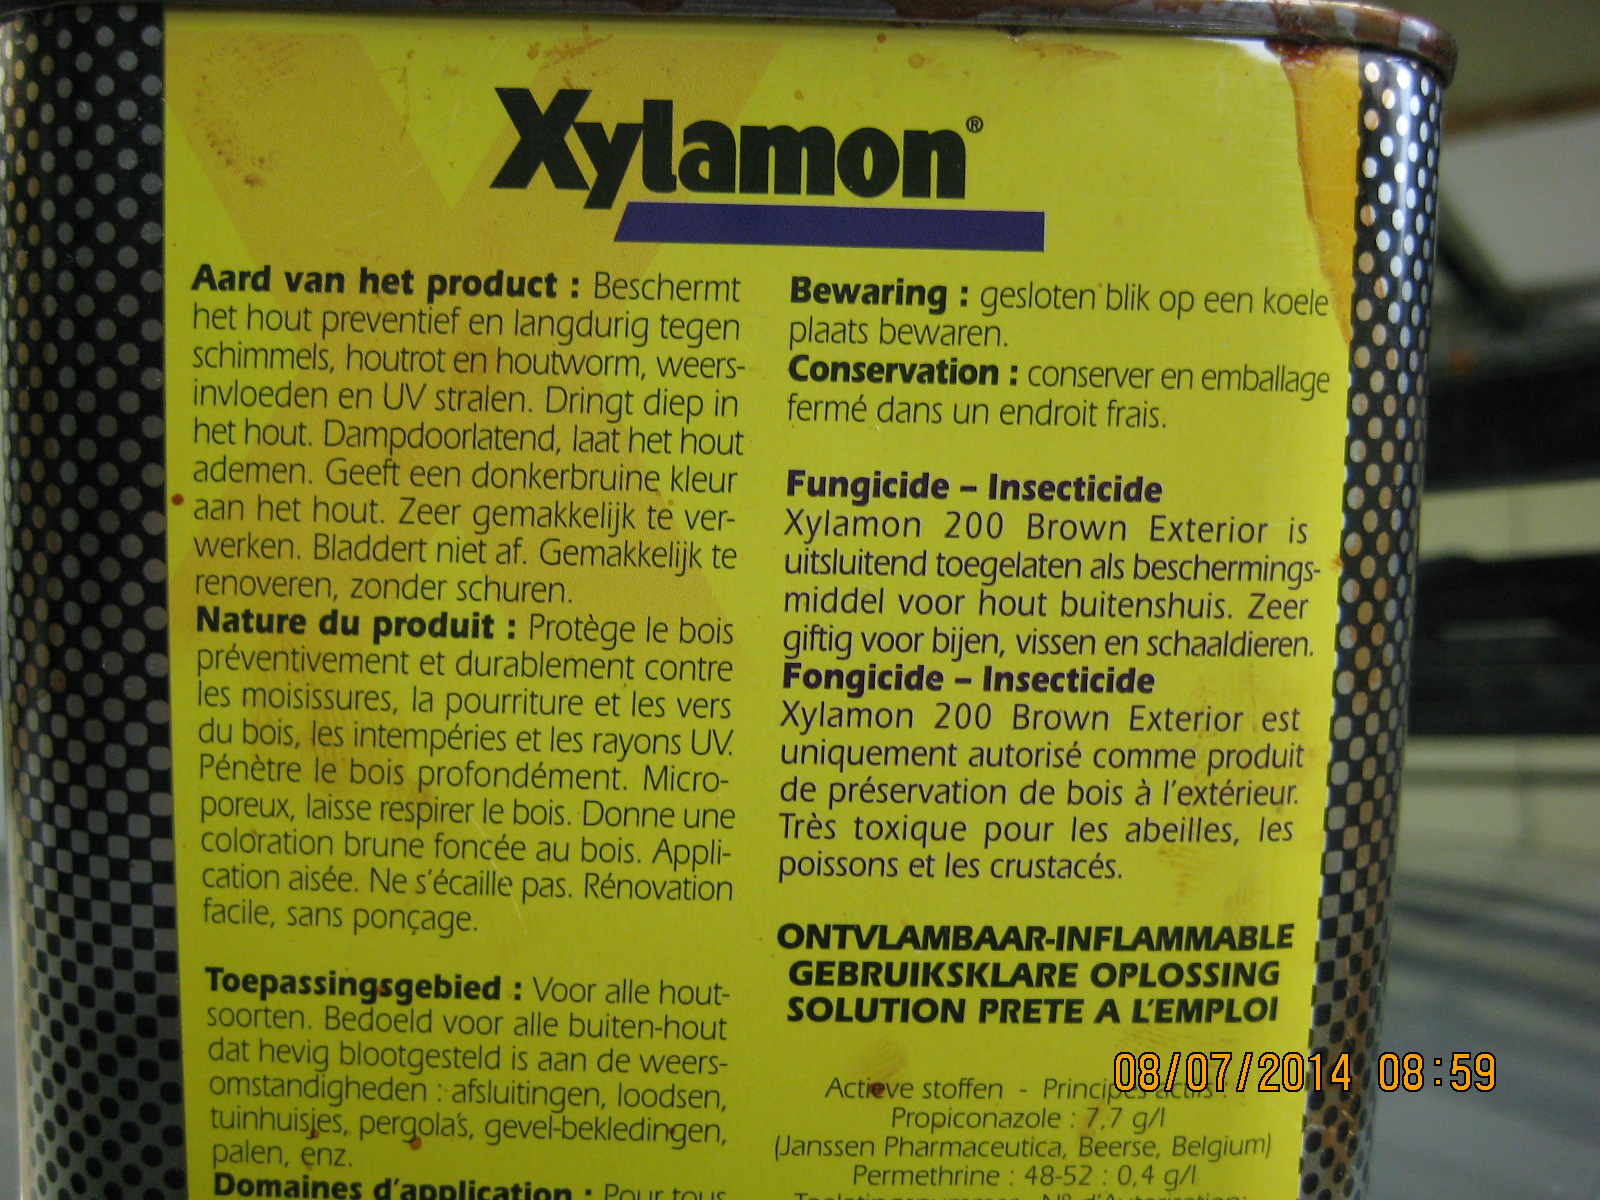 Xylamon®
Aard van het product : Beschermt
het hout preventief en langdurig tegen
schimmels, houtrot en houtworm, weers-
invloeden en UV stralen. Dringt diep in
het hout. Dampdoorlatend, laat het hout
ademen. Geeft een donkerbruine kleur
aan het hout. Zeer gemakkelijk te ver-
werken. Bladdert niet af. Gemakkelijk te
renoveren, zonder schuren.
Nature du produit : Protège le bois
préventivement et durablement contre
les moisissures, la pourriture et les vers
du bois, les intempéries et les rayons UV.
Pénètre le bois profondément. Micro-
poreux, laisse respirer le bois. Donne une
coloration brune foncée au bois. Appli-
cation aisée. Ne s'écaille pas. Rénovation
facile, sans ponçage.
Toepassingsgebied : Voor alle hout-
soorten. Bedoeld voor alle buiten-hout
dat hevig blootgesteld is aan de weers-
omstandigheden : afsluitingen, loodsen,
tuinhuisjes, pergola's, gevel-bekledingen,
palen, enz.
Domaines d'application : Pour tous
Bewaring : gesloten blik op een koele
plaats bewaren.
Conservation : conserver en emballage
fermé dans un endroit frais.
Fungicide – Insecticide
Xylamon 200 Brown Exterior is
uitsluitend toegelaten als beschermings-
middel voor hout buitenshuis. Zeer
giftig voor bijen, vissen en schaaldieren.
Fongicide – Insecticide
Xylamon 200 Brown Exterior est
uniquement autorisé comme produit
de préservation de bois à l'extérieur.
Très toxique pour les abeilles, les
poissons et les crustacés.
ONTVLAMBAAR-INFLAMMABLE
GEBRUIKSKLARE OPLOSSING
SOLUTION PRETE A L'EMPLOI
Actieve stoffen - Principes actifs :
Propiconazole : 7,7 g/l
(Janssen Pharmaceutica, Beerse, Belgium)
Permethrine : 48-52 : 0,4 g/l
08/07/2014 08:59